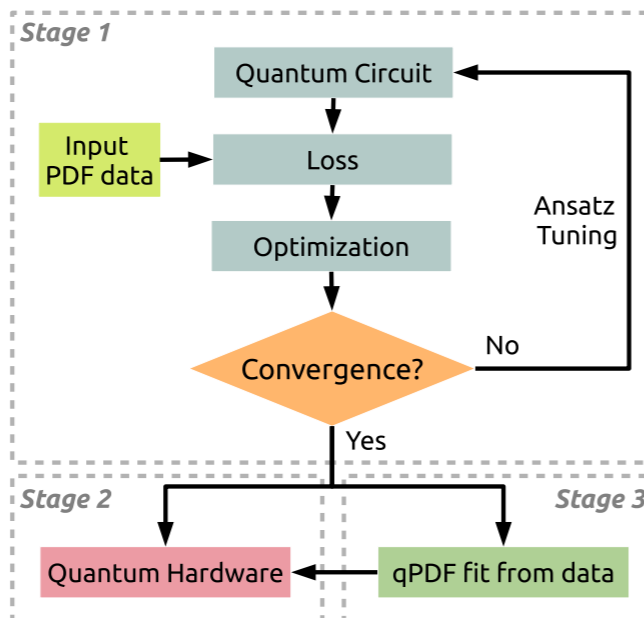 Stage 1
Quantum Circuit
Input
PDF data
Loss
Ansatz
Tuning
Optimization
Convergence?
No
Yes
Stage 2
Stage 3
Quantum Hardware
qPDF fit from data